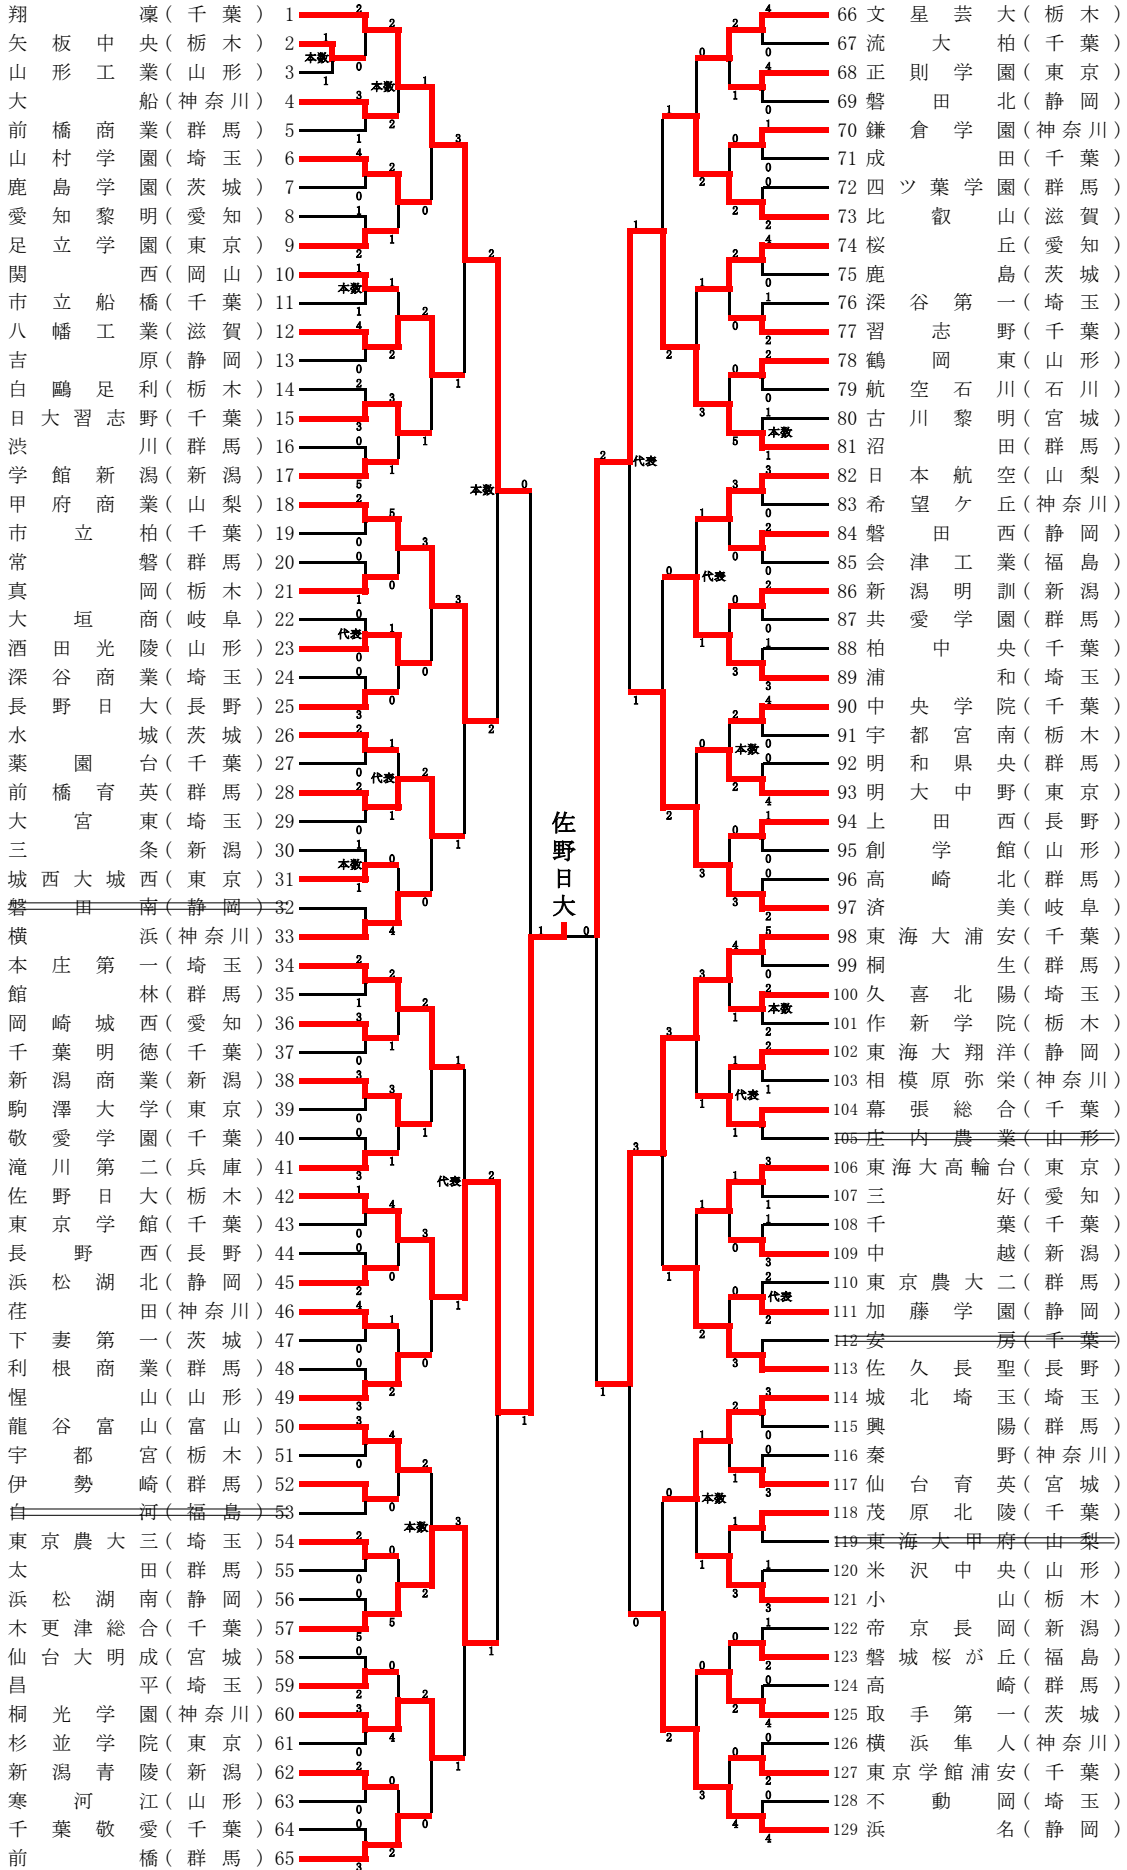 翔凜(千葉) 1
矢板中央(栃木) 2
山形工業(山形) 3
大船(神奈川) 4
前橋商業(群馬) 5
山村学園(埼玉) 6
鹿島学園(茨城) 7
愛知黎明(愛知) 8
足立学園(東京) 9
関西(岡山) 10
市立船橋(千葉) 11
八幡工業(滋賀) 12
吉原(静岡) 13
白鷗足利(栃木) 14
日大習志野(千葉) 15
渋川(群馬) 16
学館新潟(新潟) 17
甲府商業(山梨) 18
市立柏(千葉) 19
常磐(群馬) 20
真岡(栃木) 21
大垣商(岐阜) 22
酒田光陵(山形) 23
深谷商業(埼玉) 24
長野日大(長野) 25
水城(茨城) 26
薬園台(千葉) 27
前橋育英(群馬) 28
大宮東(埼玉) 29
三条(新潟) 30
城西大城西(東京) 31
磐田南(静岡) 32
横浜(神奈川) 33
本庄第一(埼玉) 34
館林(群馬) 35
岡崎城西(愛知) 36
千葉明徳(千葉) 37
新潟商業(新潟) 38
駒澤大学(東京) 39
敬愛学園(千葉) 40
滝川第二(兵庫) 41
佐野日大(栃木) 42
東京学館(千葉) 43
長野西(長野) 44
浜松湖北(静岡) 45
荏田(神奈川) 46
下妻第一(茨城) 47
利根商業(群馬) 48
惺山(山形) 49
龍谷富山(富山) 50
宇都宮(栃木) 51
伊勢崎(群馬) 52
白河(福島) 53
東京農大三(埼玉) 54
太田(群馬) 55
浜松湖南(静岡) 56
木更津総合(千葉) 57
仙台大明成(宮城) 58
昌平(埼玉) 59
桐光学園(神奈川) 60
杉並学院(東京) 61
新潟青陵(新潟) 62
寒河江(山形) 63
千葉敬愛(千葉) 64
前橋(群馬) 65
本数
本数
本数
本数
代表
代表
本数
代表
本数
佐野日大
代表
本数
代表
本数
本数
代表
代表
本数
66 文星芸大(栃木)
67 流大柏(千葉)
68 正則学園(東京)
69 磐田北(静岡)
70 鎌倉学園(神奈川)
71 成田(千葉)
72 四ツ葉学園(群馬)
73 比叡山(滋賀)
74 桜丘(愛知)
75 鹿島(茨城)
76 深谷第一(埼玉)
77 習志野(千葉)
78 鶴岡東(山形)
79 航空石川(石川)
80 古川黎明(宮城)
81 沼田(群馬)
82 日本航空(山梨)
83 希望ケ丘(神奈川)
84 磐田西(静岡)
85 会津工業(福島)
86 新潟明訓(新潟)
87 共愛学園(群馬)
88 柏中央(千葉)
89 浦和(埼玉)
90 中央学院(千葉)
91 宇都宮南(栃木)
92 明和県央(群馬)
93 明大中野(東京)
94 上田西(長野)
95 創学館(山形)
96 高崎北(群馬)
97 済美(岐阜)
98 東海大浦安(千葉)
99 桐生(群馬)
100 久喜北陽(埼玉)
101 作新学院(栃木)
102 東海大翔洋(静岡)
103 相模原弥栄(神奈川)
104 幕張総合(千葉)
105 庄内農業(山形)
106 東海大高輪台(東京)
107 三好(愛知)
108 千葉(千葉)
109 中越(新潟)
110 東京農大二(群馬)
111 加藤学園(静岡)
112 安房(千葉)
113 佐久長聖(長野)
114 城北埼玉(埼玉)
115 興陽(群馬)
116 秦野(神奈川)
117 仙台育英(宮城)
118 茂原北陵(千葉)
119 東海大甲府(山梨)
120 米沢中央(山形)
121 小山(栃木)
122 帝京長岡(新潟)
123 磐城桜が丘(福島)
124 高崎(群馬)
125 取手第一(茨城)
126 横浜隼人(神奈川)
127 東京学館浦安(千葉)
128 不動岡(埼玉)
129 浜名(静岡)